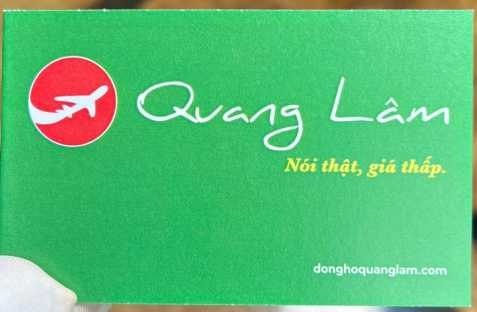 Quang Lâm
Nói thật, giá thấp.
donghoquanglam.com